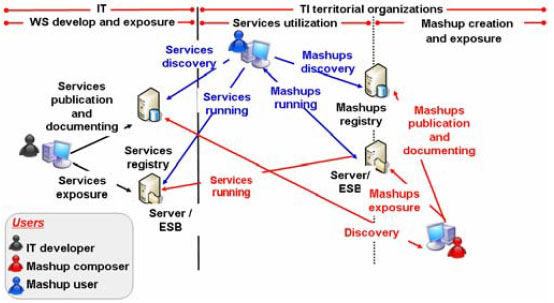 IT
TI territorial organizations
WS develop and exposure
Services utilization
Mashup creation
and exposure
Services
discovery
Mashups
discovery
Services
publication
and
documenting
Services
running
Mashups
running
Mashups
registry
Mashups
publication
and
documenting
Services
registry
Services
exposure
Server /
ESB
Services
running
Server/
ESB
Mashups
exposure
Discovery
Users
IT developer
Mashup composer
Mashup user